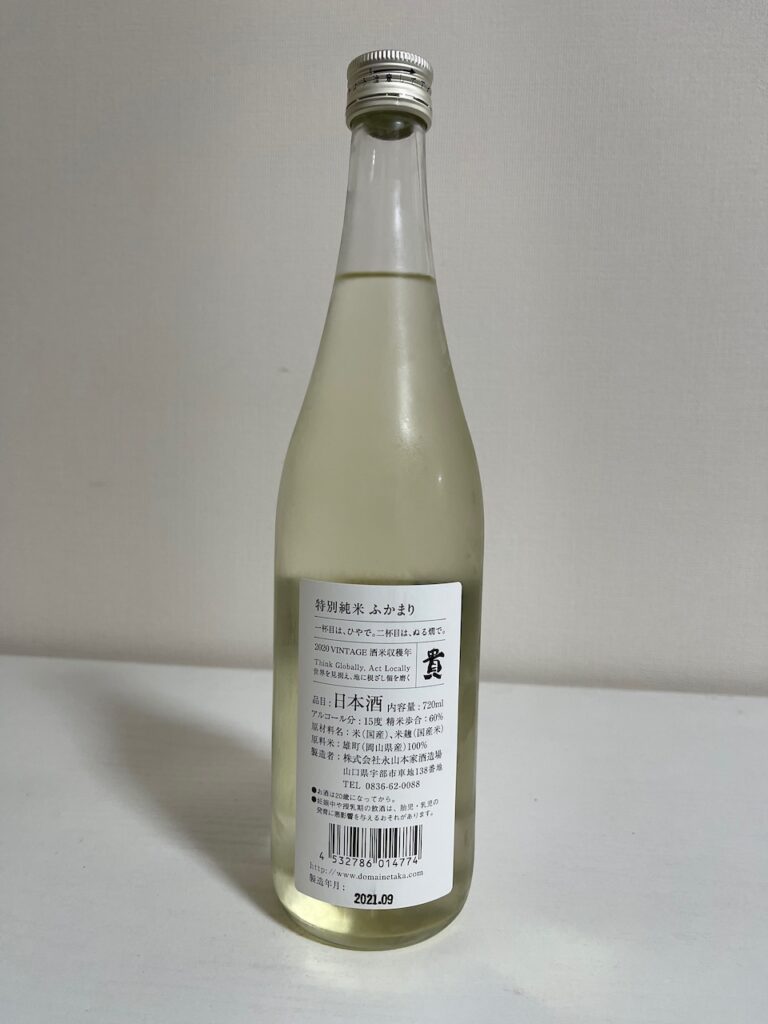 特別純米 ふかまり
一杯目は、ひやで。二杯目は、ぬる燗で。
2020 VINTAGE 酒米収穫年
Think Globally, Act Locally
世界を見据え、地に根ざし個を磨く
貴
品目:日本酒 内容量:720ml
アルコール分:15度 精米歩合:60%
原材料名:米(国産)、米麹(国産米)
原料米:雄町(岡山県産)100%
製造者:株式会社永山本家酒造場
山口県宇部市車地138番地
TEL 0836-62-0088
●お酒は20歳になってから。
●妊娠中や授乳期の飲酒は、胎児・乳児の
発育に悪影響を与えるおそれがあります。
4 532786 014774
http://www.domainetaka.com
製造年月:
2021.09